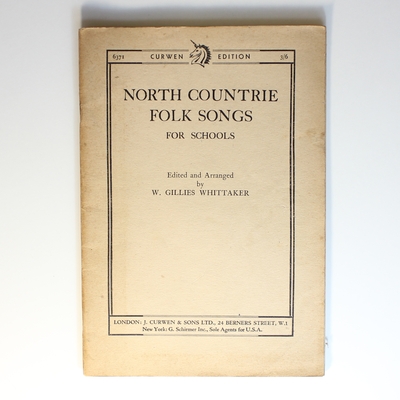 6371 CURWEN EDITION 3/6
NORTH COUNTRIE
FOLK SONGS
FOR SCHOOLS
Edited and Arranged
by
W. GILLIES WHITTAKER
LONDON: J. CURWEN & SONS LTD., 24 BERNERS STREET, W.1
New York: G. Schirmer Inc., Sole Agents for U.S.A.